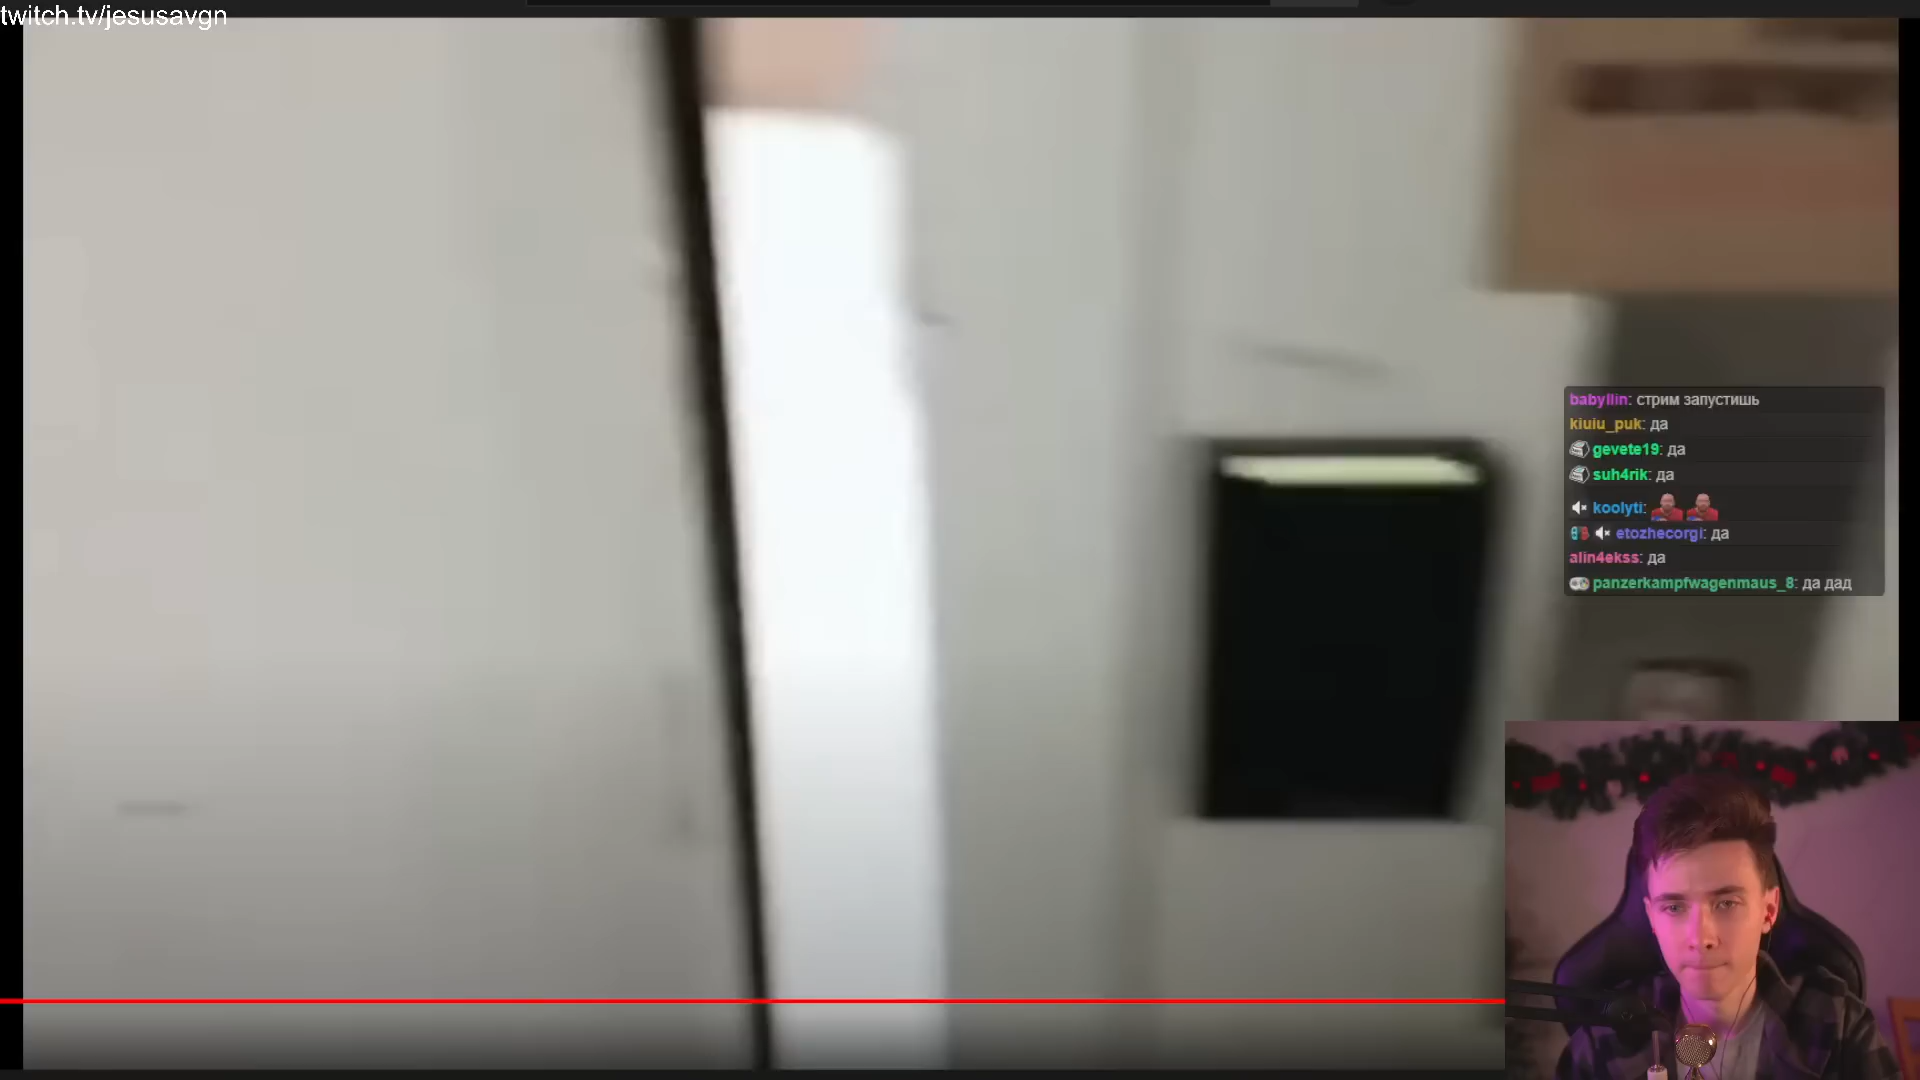 twitch.tv/jesusavgn
babyllin: стрим запустишь
kiuiu_puk: да
gevete19: да
suh4rik: да
koolyti:
etozhecorgi: да
alin4ekss: да
panzerkampfwagenmaus_8: да дад